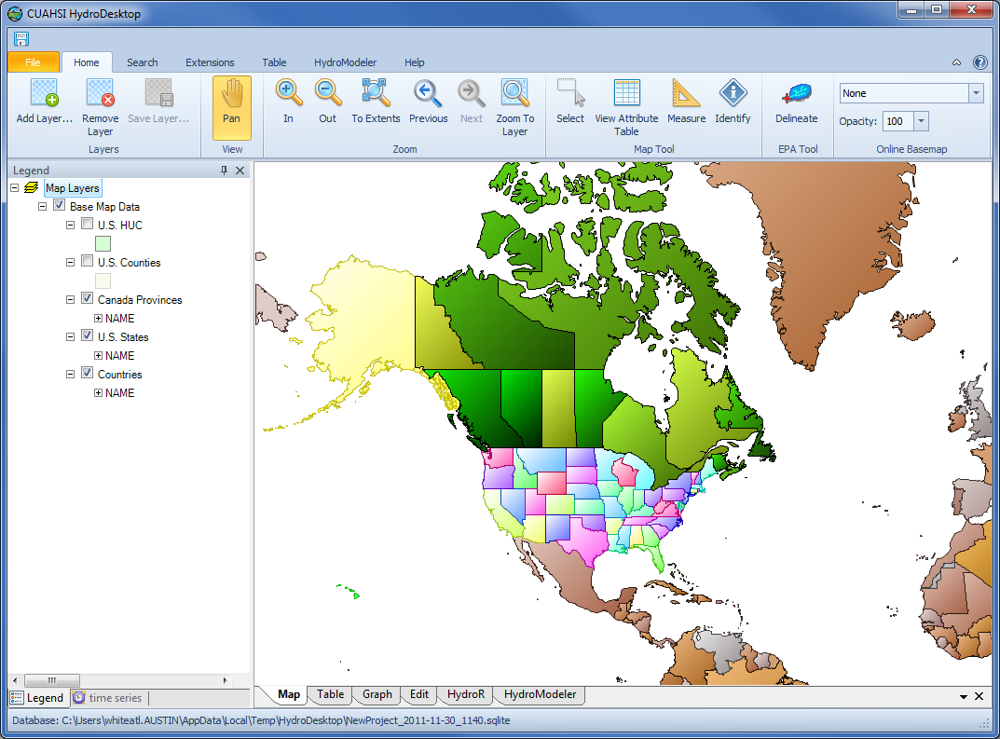 CUAHSI HydroDesktop
File Home Search Extensions Table HydroModeler Help
Add Layer... Remove Layer Save Layer... Pan In Out To Extents Previous Next Zoom To Layer Select View Attribute Table Measure Identify Delineate
None
Opacity: 100
Layers View Zoom Map Tool EPA Tool Online Basemap
Legend
Map Layers
Base Map Data
U.S. HUC
U.S. Counties
Canada Provinces
NAME
U.S. States
NAME
Countries
NAME
Legend time series
Map Table Graph Edit HydroR HydroModeler
Database: C:\Users\whiteatl.AUSTIN\AppData\Local\Temp\HydroDesktop\NewProject_2011-11-30_1140.sqlite